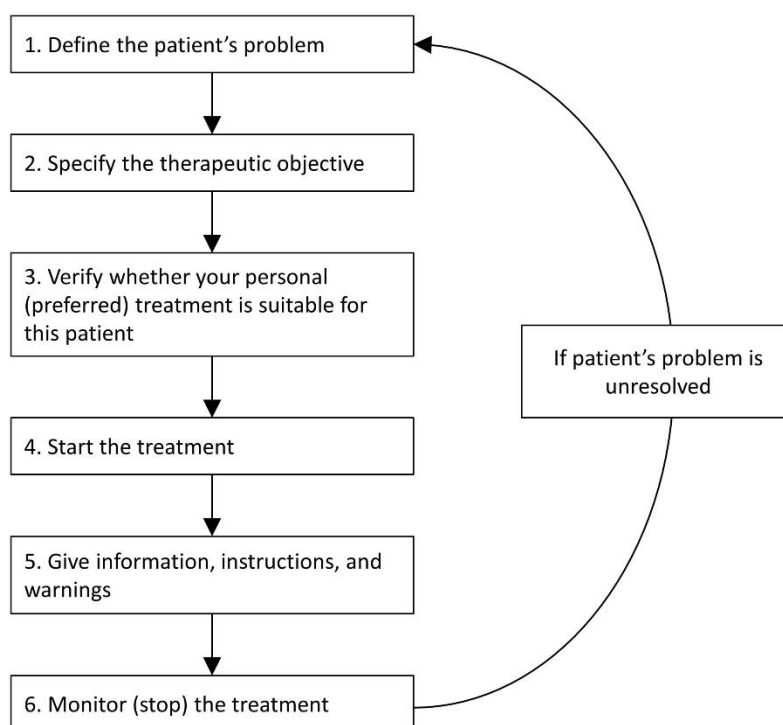 1. Define the patient’s problem
2. Specify the therapeutic objective
3. Verify whether your personal
(preferred) treatment is suitable for
this patient
If patient’s problem is
unresolved
4. Start the treatment
5. Give information, instructions, and
warnings
6. Monitor (stop) the treatment